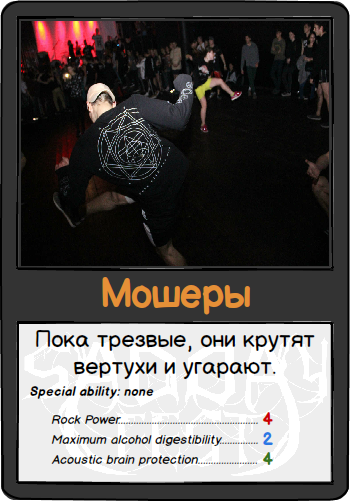 Мошеры
Пока трезвые, они крутят
вертухи и угарают.
Special ability: none
Rock Power 4
Maximum alcohol digestibility 2
Acoustic brain protection 4